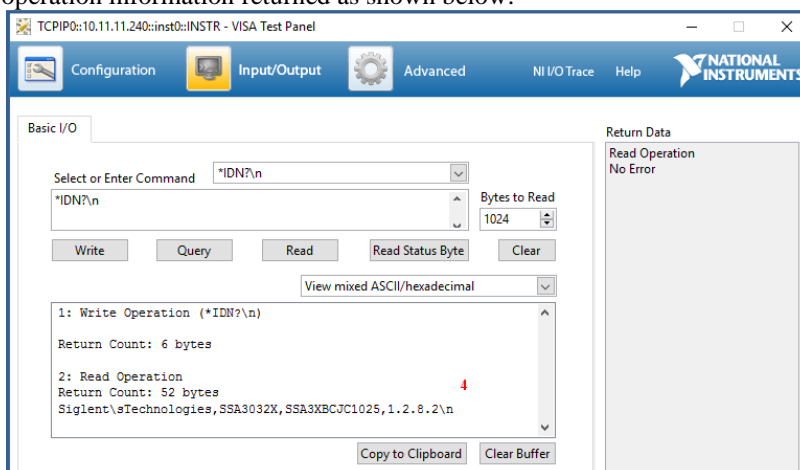 operation information returned as shown below.
TCPIP0::10.11.11.240::inst0::INSTR - VISA Test Panel
Configuration Input/Output Advanced NI I/O Trace Help NATIONAL INSTRUMENTS
Basic I/O
Return Data
Read Operation
No Error
Select or Enter Command *IDN?\n
*IDN?\n
Bytes to Read
1024
Write Query Read Read Status Byte Clear
View mixed ASCII/hexadecimal
1: Write Operation (*IDN?\n)
Return Count: 6 bytes
2: Read Operation
4
Return Count: 52 bytes
Siglent\sTechnologies,SSA3032X,SSA3XBCJC1025,1.2.8.2\n
Copy to Clipboard Clear Buffer